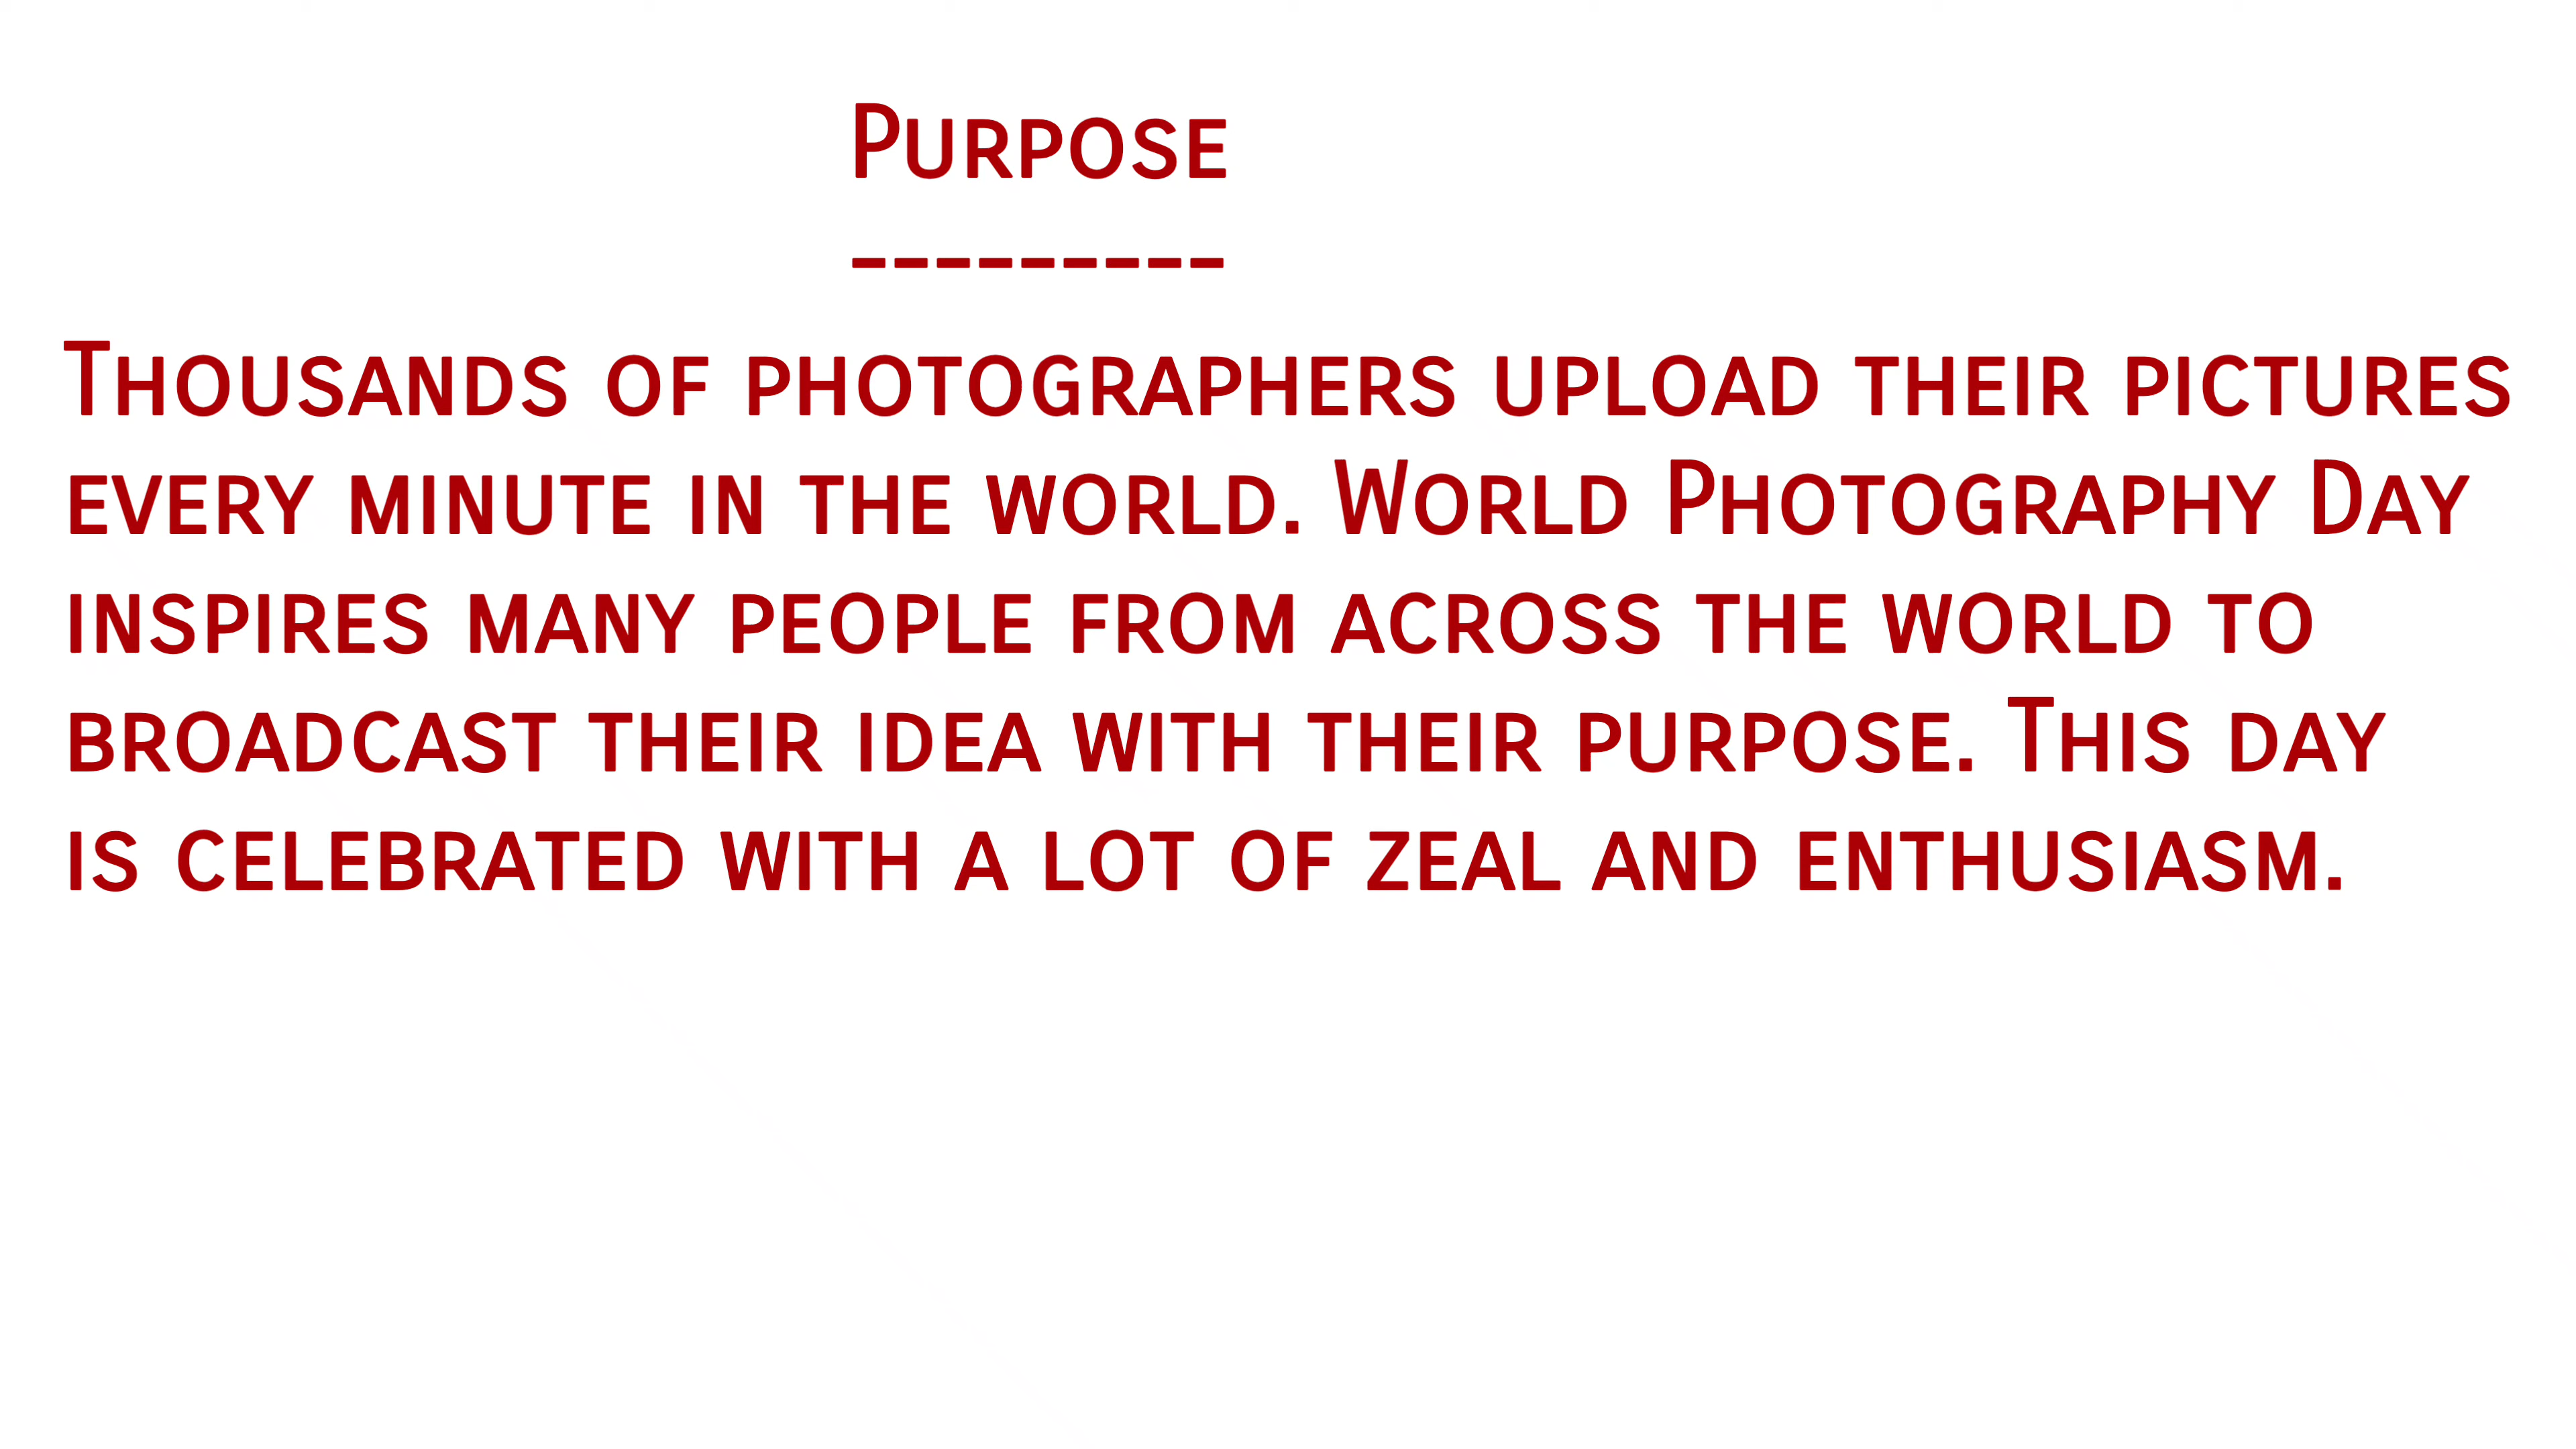 Purpose
---------
Thousands of photographers upload their pictures
every minute in the world. World Photography Day
inspires many people from across the world to
broadcast their idea with their purpose. This day
is celebrated with a lot of zeal and enthusiasm.